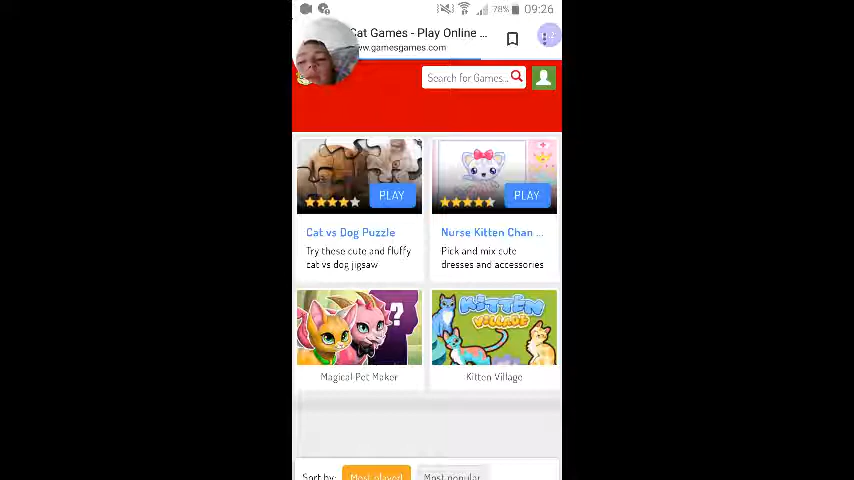 78% 09:26
Cat Games - Play Online ...
www.gamesgames.com
Search for Games...
PLAY
PLAY
Cat vs Dog Puzzle
Nurse Kitten Chan ...
Try these cute and fluffy
cat vs dog jigsaw
Pick and mix cute
dresses and accessories
?
KITTEN
VILLAGE
Magical Pet Maker
Kitten Village
Sort by:
Most played
Most popular